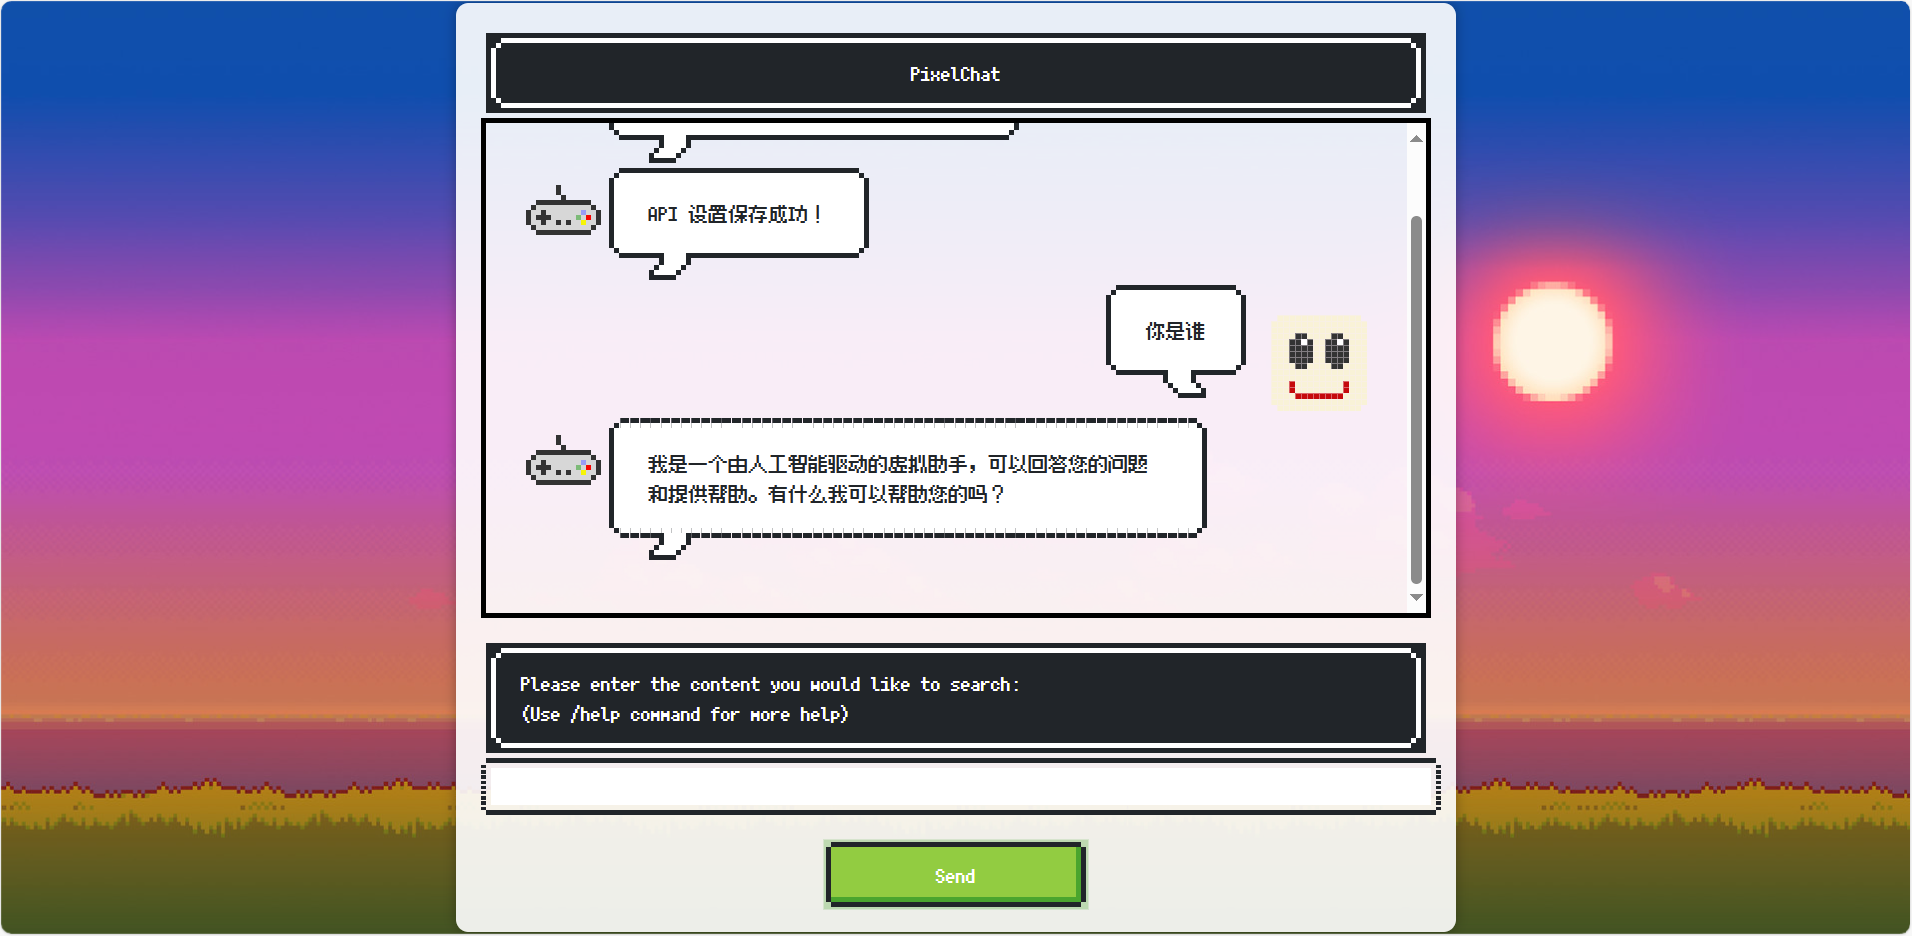 PixelChat
API 设置保存成功！
你是谁
我是一个由人工智能驱动的虚拟助手，可以回答您的问题
和提供帮助。有什么我可以帮助您的吗？
Please enter the content you would like to search:
(Use /help command for more help)
Send